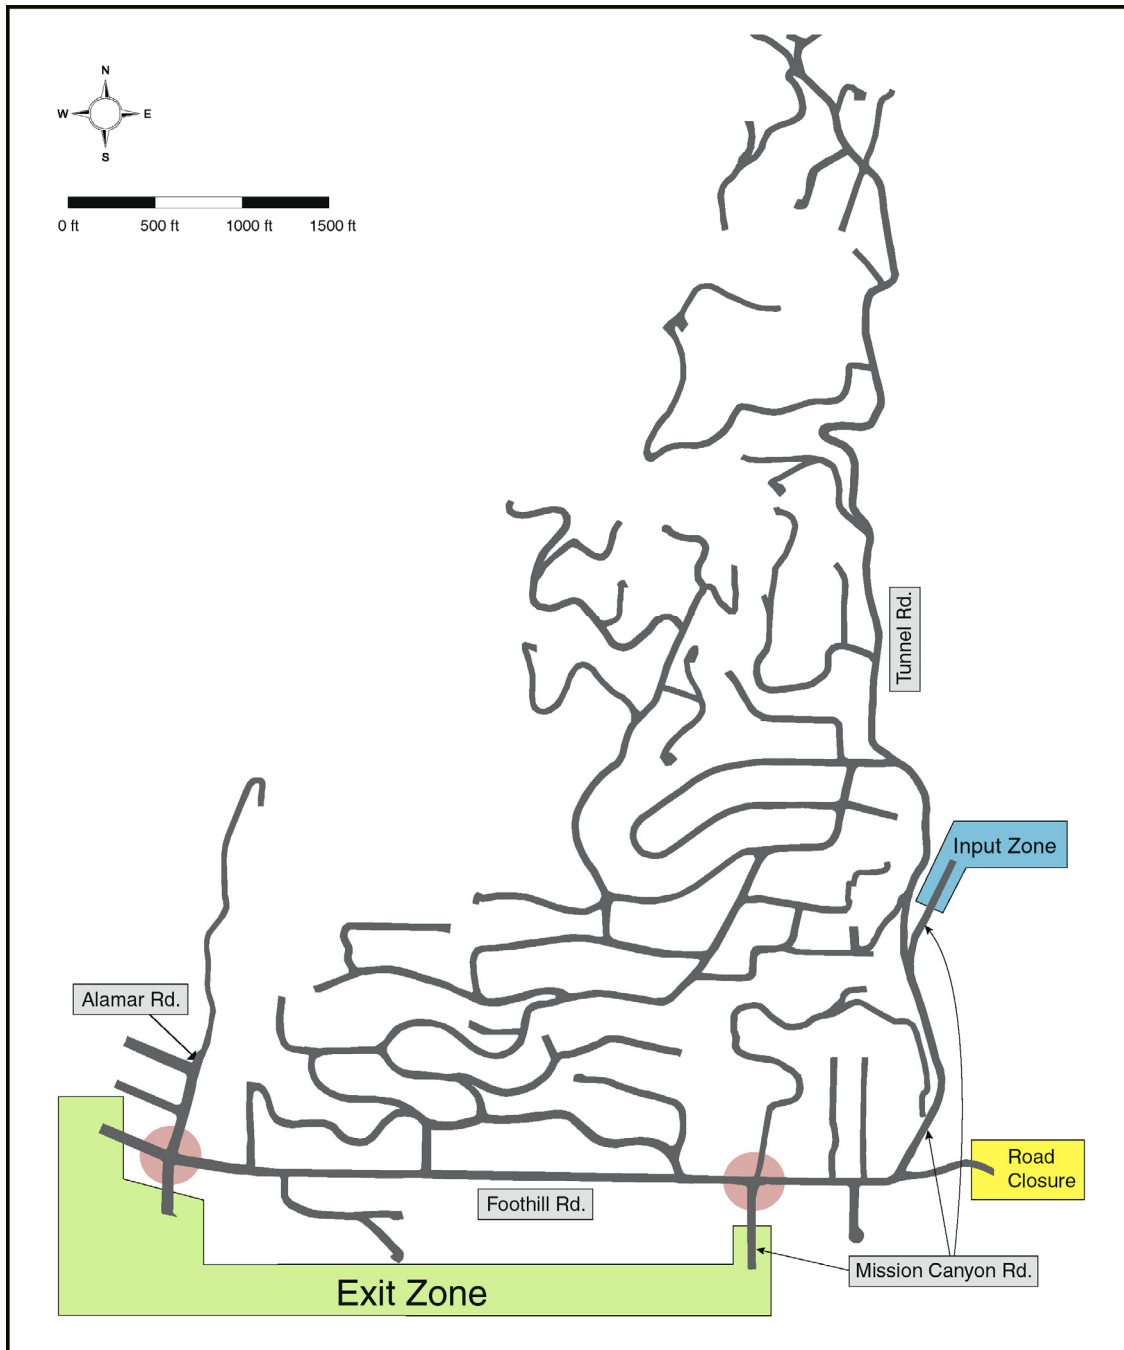 N
W
E
S
0 ft
500 ft
1000 ft
1500 ft
Tunnel Rd.
Input Zone
Alamar Rd.
Road
Closure
Foothill Rd.
Mission Canyon Rd.
Exit Zone